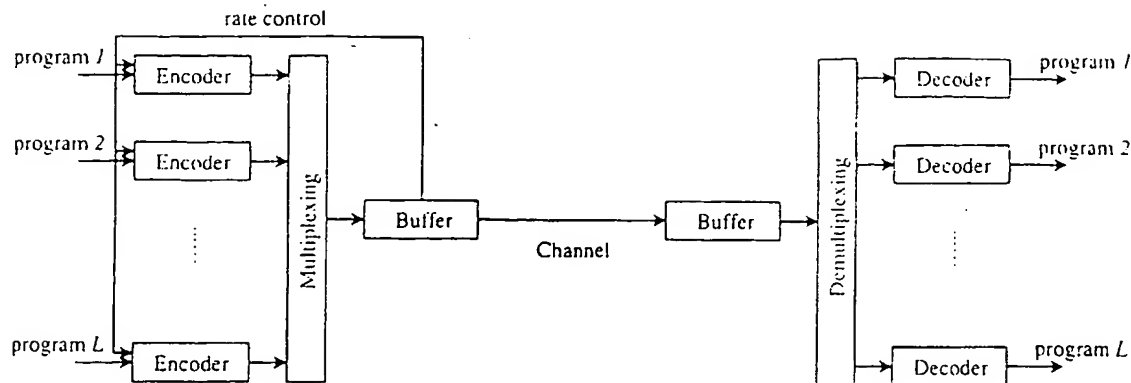 rate control
program 1
Encoder
program 2
Encoder
program L
Encoder
Multiplexing
Buffer
Channel
Buffer
Demultiplexing
Decoder
program 1
Decoder
program 2
Decoder
program L